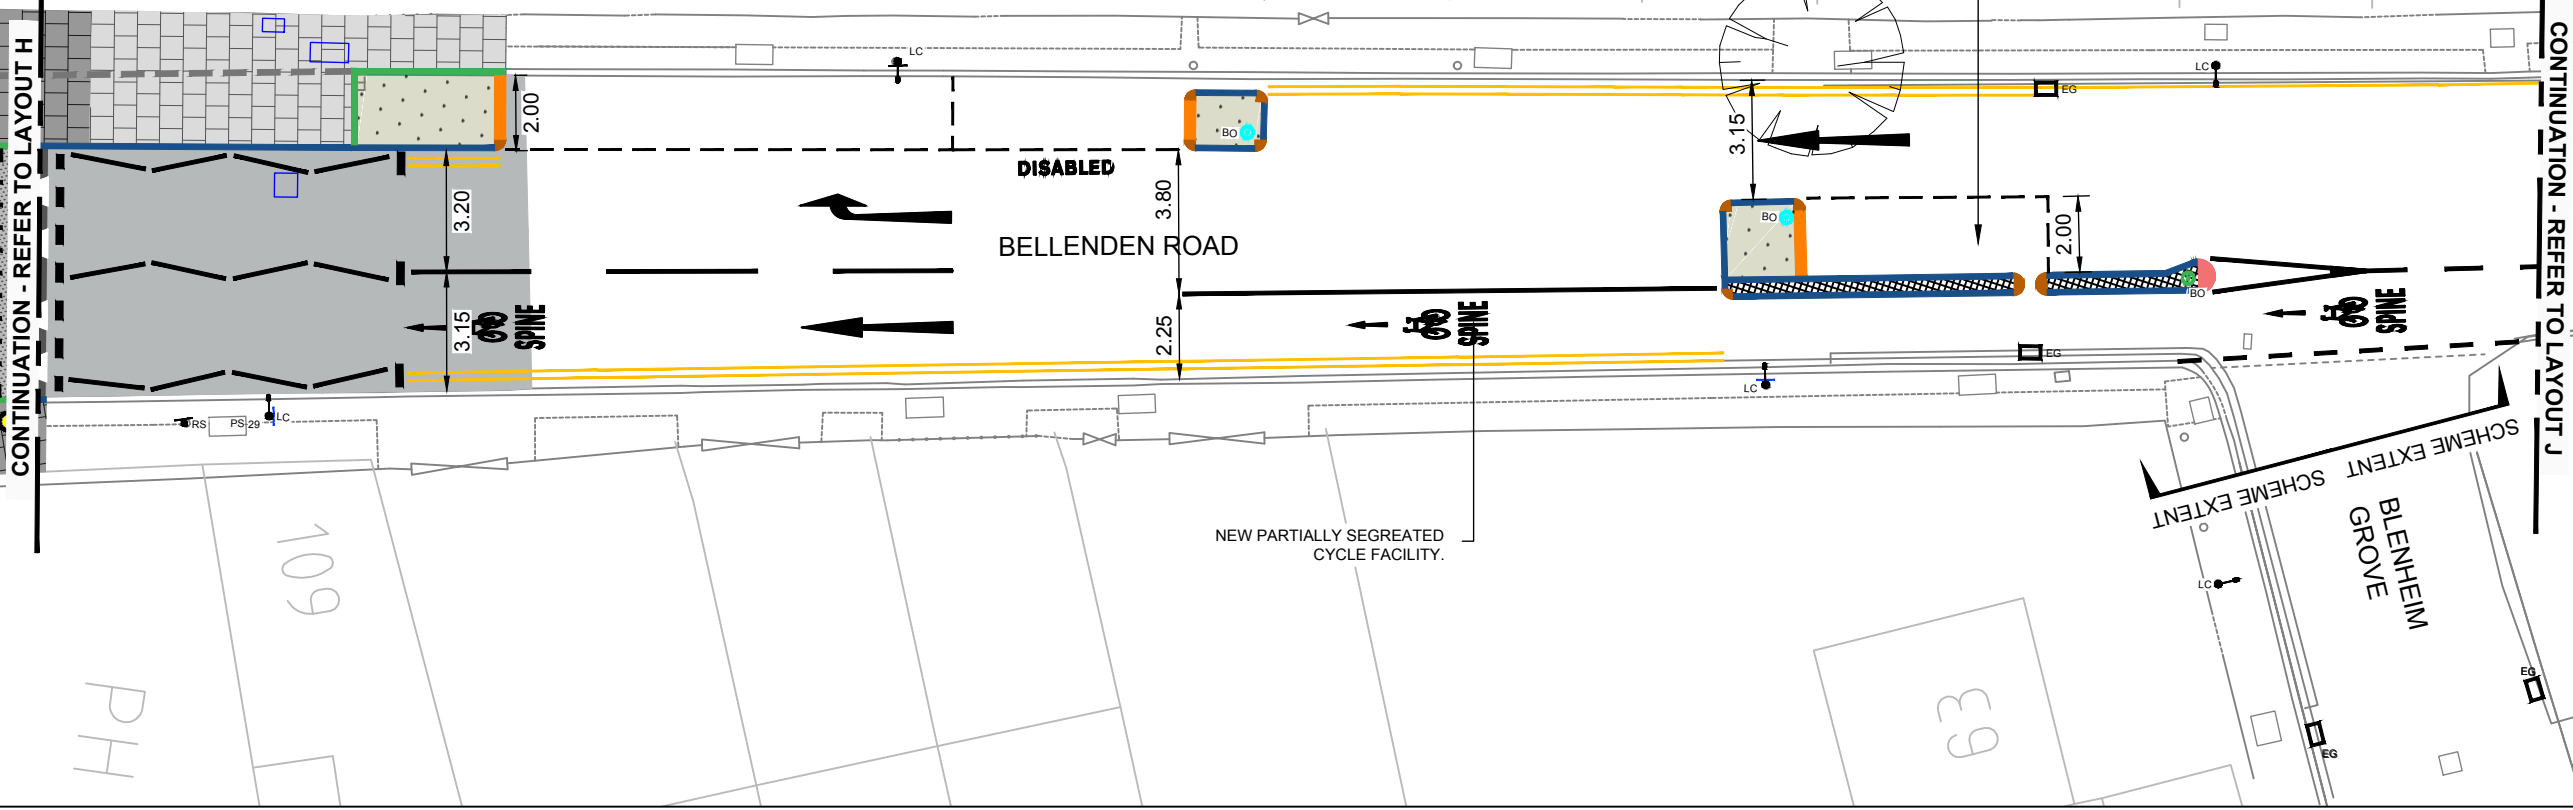 CONTINUATION - REFER TO LAYOUT H
CONTINUATION - REFER TO LAYOUT J
LC
LC
2.00
BO
EG
3.15
DISABLED
3.20
3.80
BO
2.00
BELLENDEN ROAD
BO
SPINE
3.15
SPINE
2.25
SPINE
EG
LC
RS
PS-29
LC
SCHEME EXTENT
SCHEME EXTENT
NEW PARTIALLY SEGREATED
CYCLE FACILITY.
BLENHEIM
GROVE
109
LC
PH
39
EG
EG